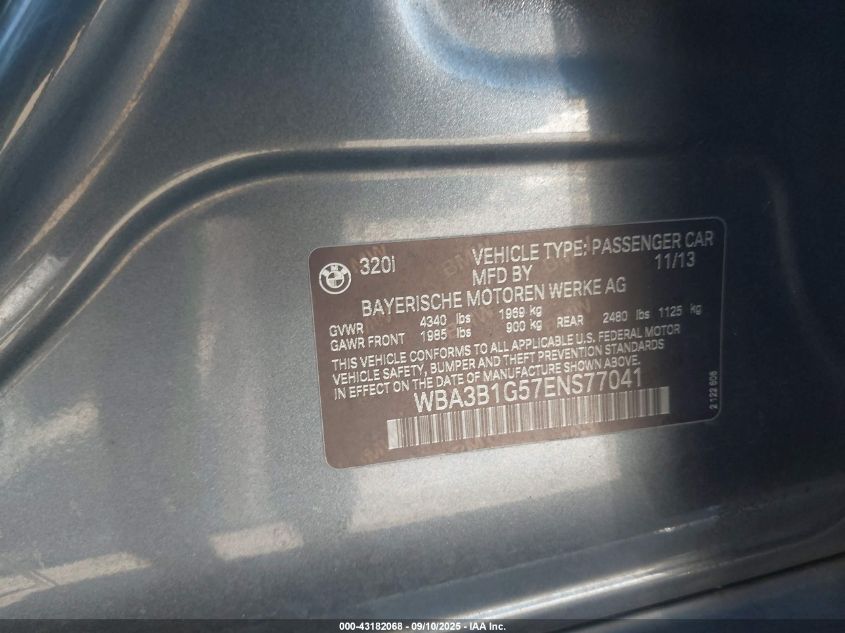 320I VEHICLE TYPE: PASSENGER CAR
MFD BY 11/13
BAYERISCHE MOTOREN WERKE AG
GVWR 4340 lbs 1969 kg
GAWR FRONT 1985 lbs 900 kg REAR 2480 lbs 1125 kg
THIS VEHICLE CONFORMS TO ALL APPLICABLE U.S. FEDERAL MOTOR
VEHICLE SAFETY, BUMPER AND THEFT PREVENTION STANDARDS
IN EFFECT ON THE DATE OF MANUFACTURE SHOWN ABOVE.
WBA3B1G57ENS77041
2 122 606
000-43182068 - 09/10/2025 - IAA Inc.